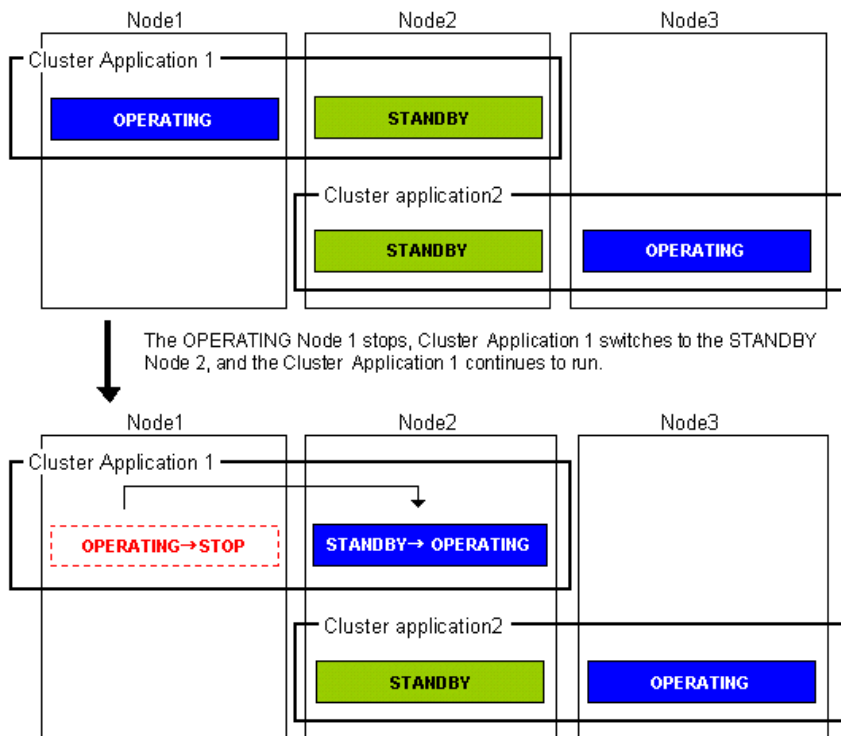 Node1 Node2 Node3
Cluster Application 1
OPERATING STANDBY
Cluster application2
STANDBY OPERATING
The OPERATING Node 1 stops, Cluster Application 1 switches to the STANDBY
Node 2, and the Cluster Application 1 continues to run.
Node1 Node2 Node3
Cluster Application 1
OPERATING→STOP STANDBY→ OPERATING
Cluster application2
STANDBY OPERATING